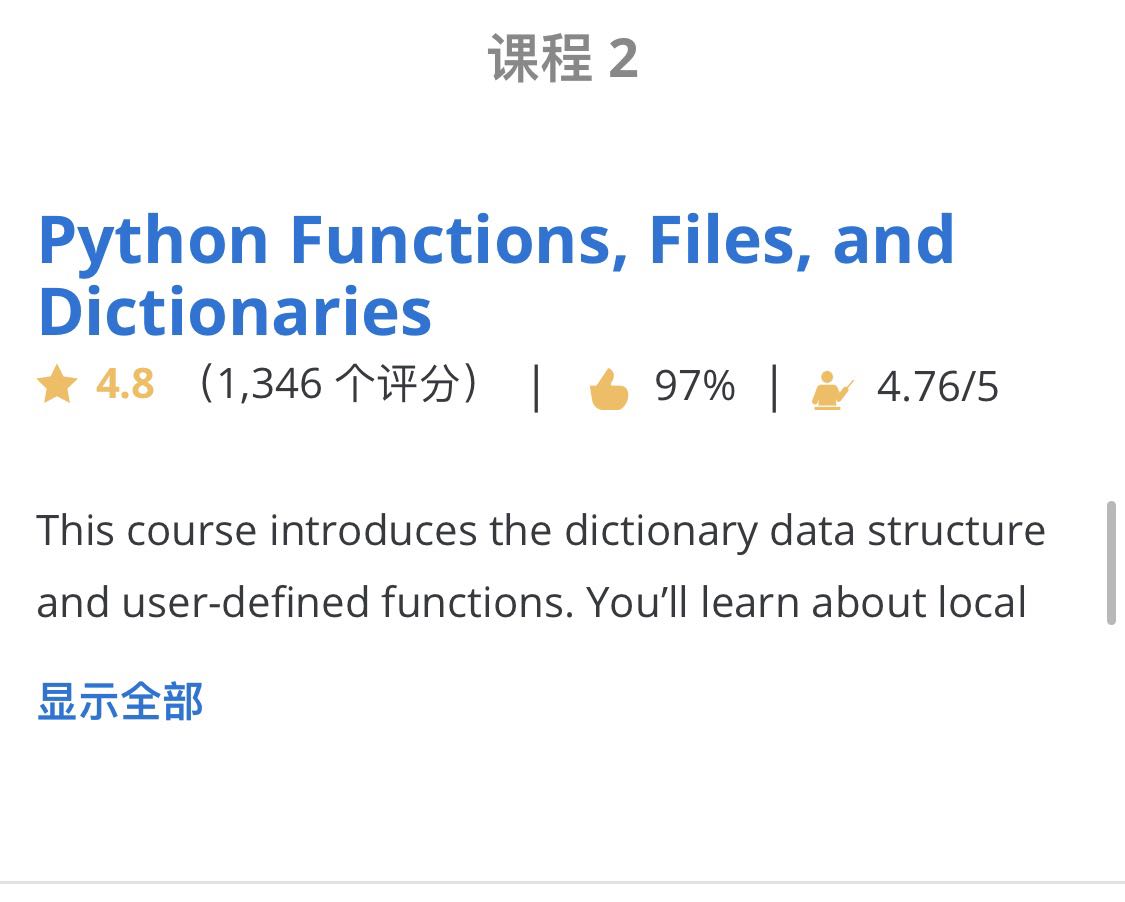 课程 2
Python Functions, Files, and
Dictionaries
4.8 （1,346 个评分） | 97% | 4.76/5
This course introduces the dictionary data structure
and user-defined functions. You’ll learn about local
显示全部